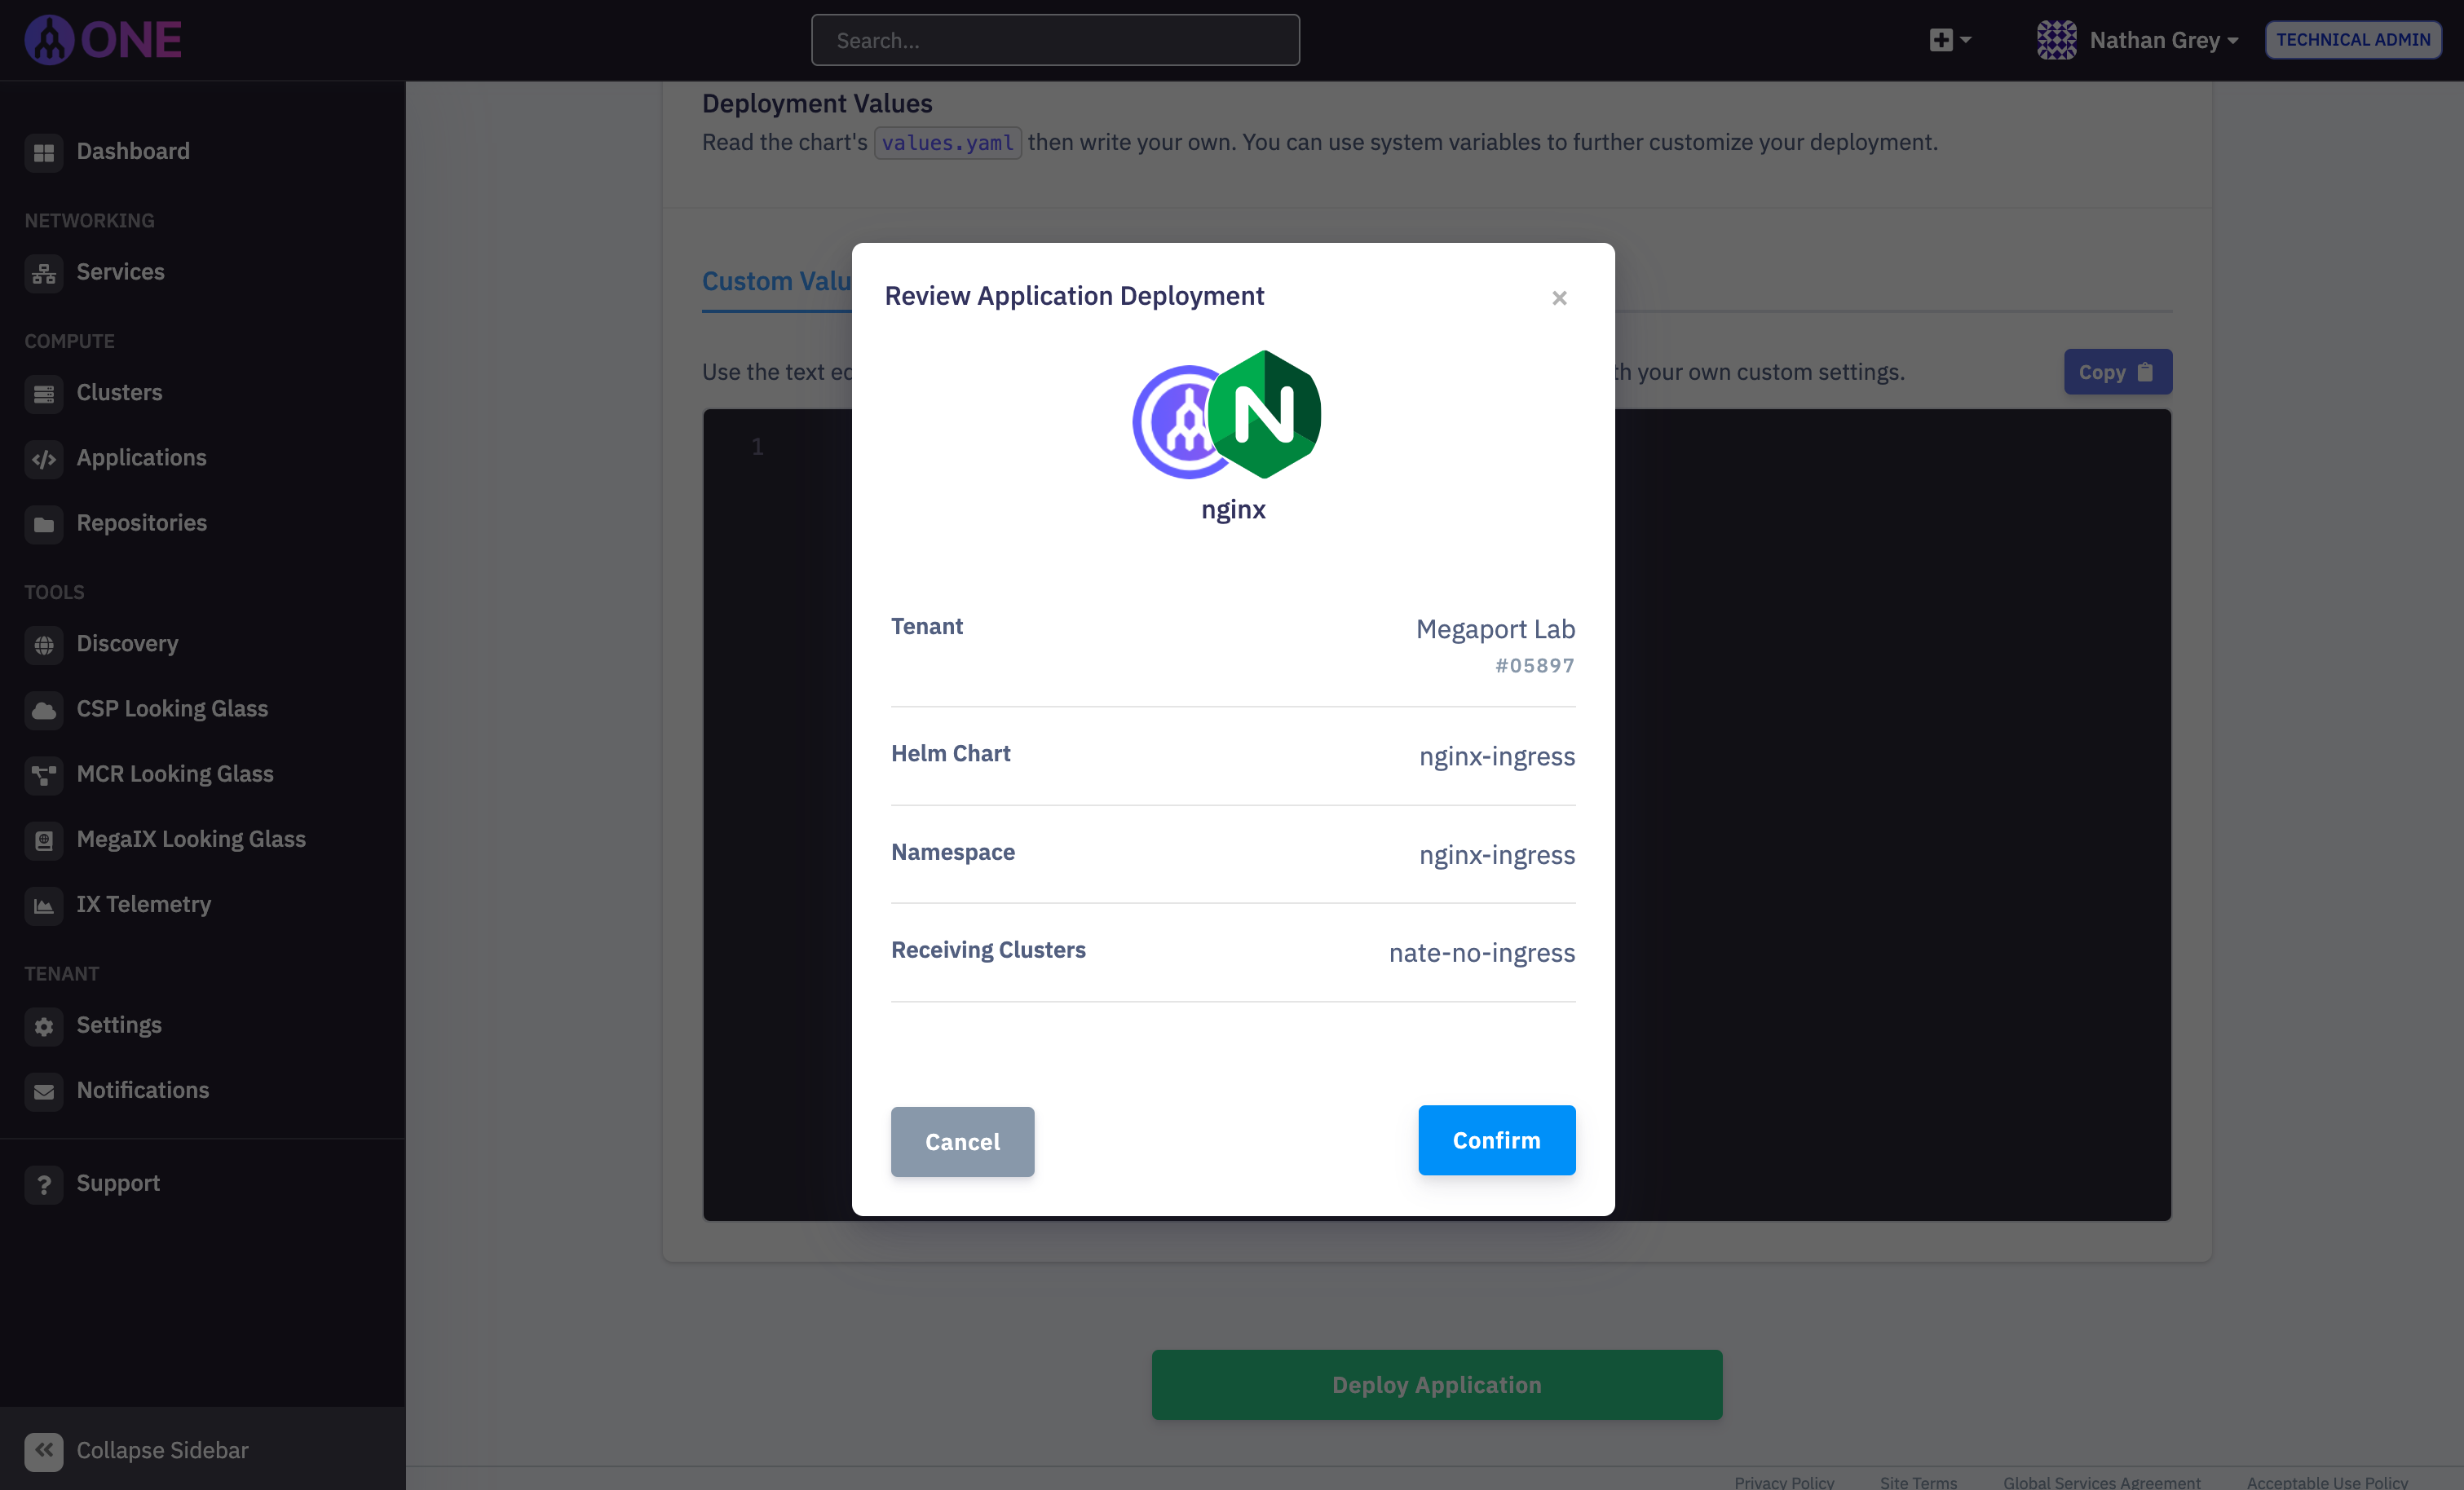 ONE
Search...
Nathan Grey
TECHNICAL ADMIN
Dashboard
NETWORKING
Services
COMPUTE
Clusters
Applications
Repositories
TOOLS
Discovery
CSP Looking Glass
MCR Looking Glass
MegaIX Looking Glass
IX Telemetry
TENANT
Settings
Notifications
Support
Collapse Sidebar
Deployment Values
Read the chart's values.yaml then write your own. You can use system variables to further customize your deployment.
Custom Valu
Use the text ed
th your own custom settings.
Copy
1
Review Application Deployment
×
N
nginx
Tenant
Megaport Lab
#05897
Helm Chart
nginx-ingress
Namespace
nginx-ingress
Receiving Clusters
nate-no-ingress
Cancel
Confirm
Deploy Application
Privacy Policy
Site Terms
Global Services Agreement
Acceptable Use Policy